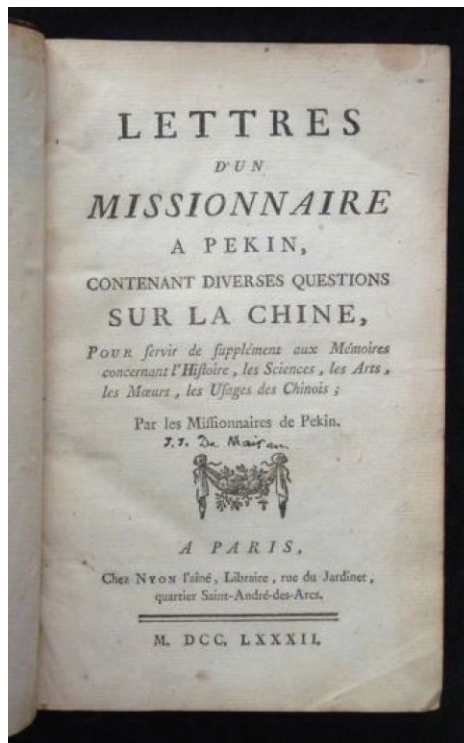 LETTRES
D'UN
MISSIONNAIRE
A PEKIN,
CONTENANT DIVERSES QUESTIONS
SUR LA CHINE,
POUR ſervir de ſupplément aux Mémoires
concernant l'Hiſtoire, les Sciences, les Arts,
les Mœurs, les Uſages des Chinois;
Par les Miſſionnaires de Pekin.
J. J. De Mairan
A PARIS,
Chez NYON l'aîné, Libraire, rue du Jardinet,
quartier Saint-André-des-Arcs.
M. DCC. LXXXII.